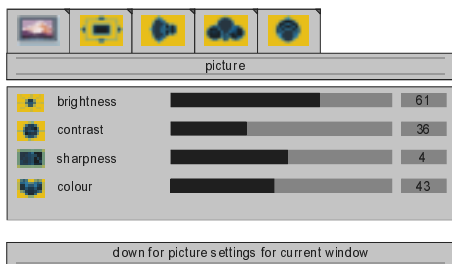 picture
brightness 61
contrast 36
sharpness 4
colour 43
down for picture settings for current window